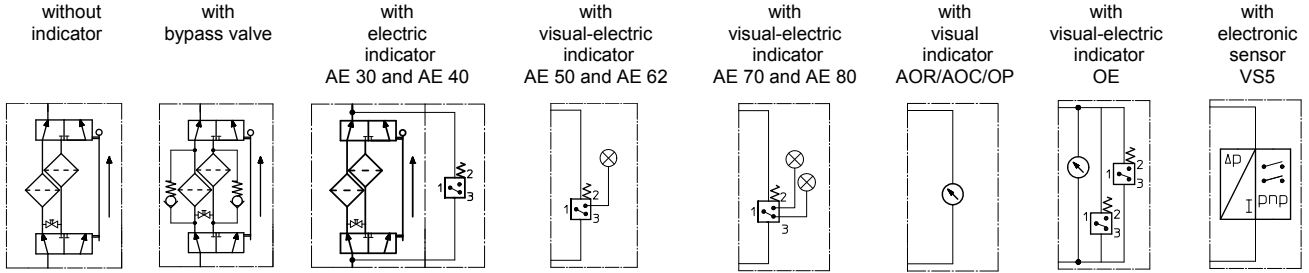 without
indicator
with
bypass valve
with
electric
indicator
AE 30 and AE 40
with
visual-electric
indicator
AE 50 and AE 62
with
visual-electric
indicator
AE 70 and AE 80
with
visual
indicator
AOR/AOC/OP
with
visual-electric
indicator
OE
with
electronic
sensor
VS5
2
1
3
2
1
3
2
1
3
2
1
3
2
1
3
Δp
I
pnp